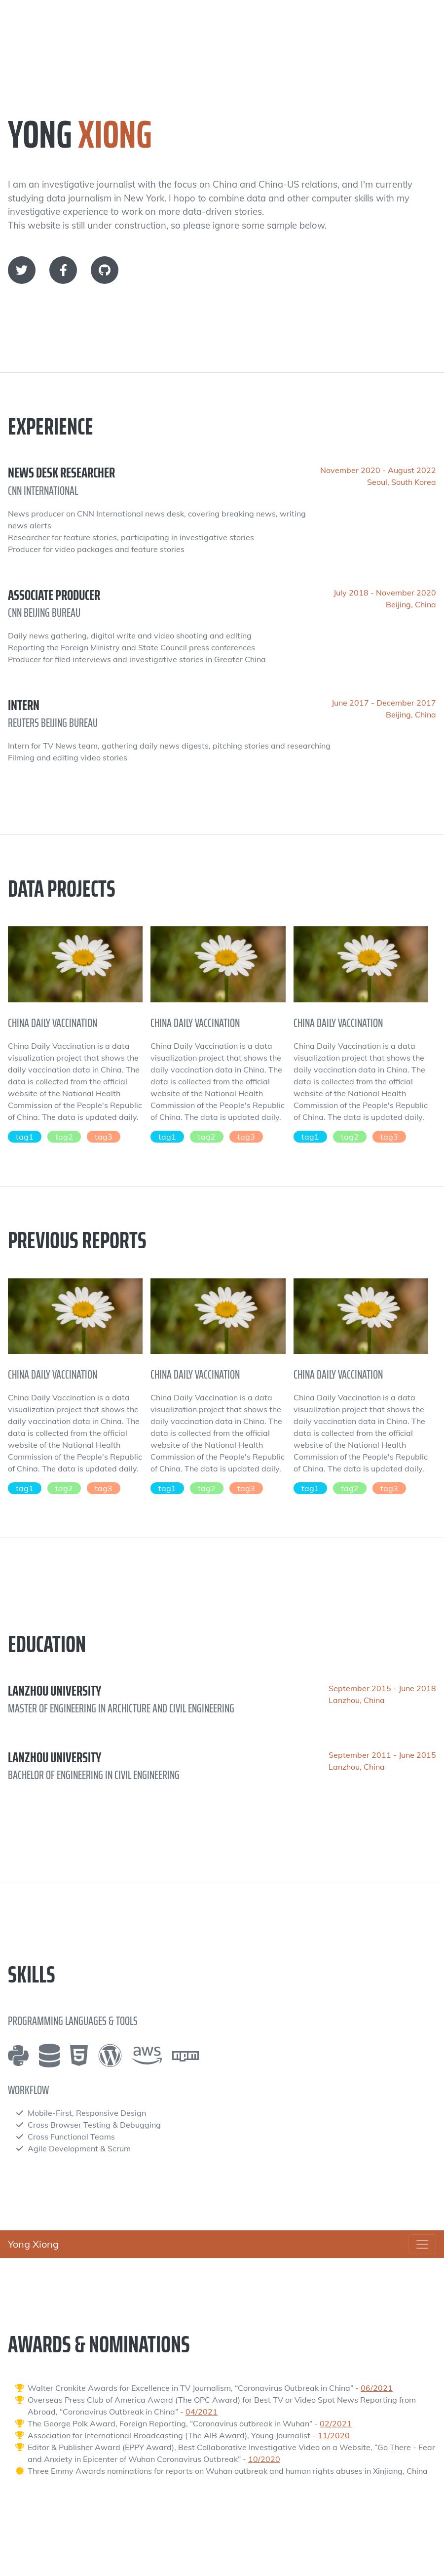 YONG XIONG
I am an investigative journalist with the focus on China and China-US relations, and I'm currently
studying data journalism in New York. I hope to combine data and other computer skills with my
investigative experience to work on more data-driven stories.
This website is still under construction, so please ignore some sample below.
EXPERIENCE
NEWS DESK RESEARCHER
November 2020 - August 2022
CNN INTERNATIONAL
Seoul, South Korea
News producer on CNN International news desk, covering breaking news, writing
news alerts
Researcher for feature stories, participating in investigative stories
Producer for video packages and feature stories
ASSOCIATE PRODUCER
July 2018 - November 2020
CNN BEIJING BUREAU
Beijing, China
Daily news gathering, digital write and video shooting and editing
Reporting the Foreign Ministry and State Council press conferences
Producer for filed interviews and investigative stories in Greater China
INTERN
June 2017 - December 2017
REUTERS BEIJING BUREAU
Beijing, China
Intern for TV News team, gathering daily news digests, pitching stories and researching
Filming and editing video stories
DATA PROJECTS
CHINA DAILY VACCINATION
China Daily Vaccination is a data
visualization project that shows the
daily vaccination data in China. The
data is collected from the official
website of the National Health
Commission of the People's Republic
of China. The data is updated daily.
tag1 tag2 tag3
CHINA DAILY VACCINATION
China Daily Vaccination is a data
visualization project that shows the
daily vaccination data in China. The
data is collected from the official
website of the National Health
Commission of the People's Republic
of China. The data is updated daily.
tag1 tag2 tag3
CHINA DAILY VACCINATION
China Daily Vaccination is a data
visualization project that shows the
daily vaccination data in China. The
data is collected from the official
website of the National Health
Commission of the People's Republic
of China. The data is updated daily.
tag1 tag2 tag3
PREVIOUS REPORTS
CHINA DAILY VACCINATION
China Daily Vaccination is a data
visualization project that shows the
daily vaccination data in China. The
data is collected from the official
website of the National Health
Commission of the People's Republic
of China. The data is updated daily.
tag1 tag2 tag3
CHINA DAILY VACCINATION
China Daily Vaccination is a data
visualization project that shows the
daily vaccination data in China. The
data is collected from the official
website of the National Health
Commission of the People's Republic
of China. The data is updated daily.
tag1 tag2 tag3
CHINA DAILY VACCINATION
China Daily Vaccination is a data
visualization project that shows the
daily vaccination data in China. The
data is collected from the official
website of the National Health
Commission of the People's Republic
of China. The data is updated daily.
tag1 tag2 tag3
EDUCATION
LANZHOU UNIVERSITY
September 2015 - June 2018
MASTER OF ENGINEERING IN ARCHICTURE AND CIVIL ENGINEERING
Lanzhou, China
LANZHOU UNIVERSITY
September 2011 - June 2015
BACHELOR OF ENGINEERING IN CIVIL ENGINEERING
Lanzhou, China
SKILLS
PROGRAMMING LANGUAGES & TOOLS
aws npm
WORKFLOW
Mobile-First, Responsive Design
Cross Browser Testing & Debugging
Cross Functional Teams
Agile Development & Scrum
Yong Xiong
AWARDS & NOMINATIONS
Walter Cronkite Awards for Excellence in TV Journalism, "Coronavirus Outbreak in China" - 06/2021
Overseas Press Club of America Award (The OPC Award) for Best TV or Video Spot News Reporting from
Abroad, "Coronavirus Outbreak in China" - 04/2021
The George Polk Award, Foreign Reporting, "Coronavirus outbreak in Wuhan" - 02/2021
Association for International Broadcasting (The AIB Award), Young Journalist - 11/2020
Editor & Publisher Award (EPPY Award), Best Collaborative Investigative Video on a Website, "Go There - Fear
and Anxiety in Epicenter of Wuhan Coronavirus Outbreak" - 10/2020
Three Emmy Awards nominations for reports on Wuhan outbreak and human rights abuses in Xinjiang, China